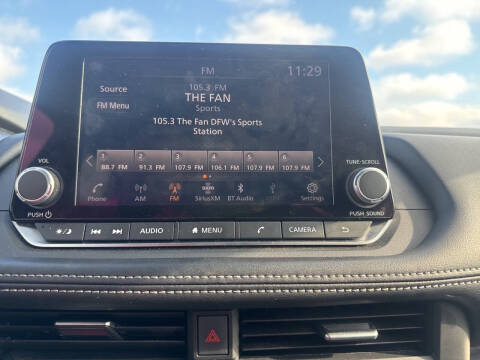 FM 11:29
Source
105.3 FM
THE FAN
FM Menu
Sports
105.3 The Fan DFW's Sports
Station
1 2 3 4 5 6
88.7 FM 91.3 FM 107.9 FM 106.1 FM 107.9 FM 107.9 FM
VOL
TUNE·SCROLL
Phone AM FM SiriusXM BT Audio Settings
PUSH
PUSH SOUND
AUDIO MENU CAMERA